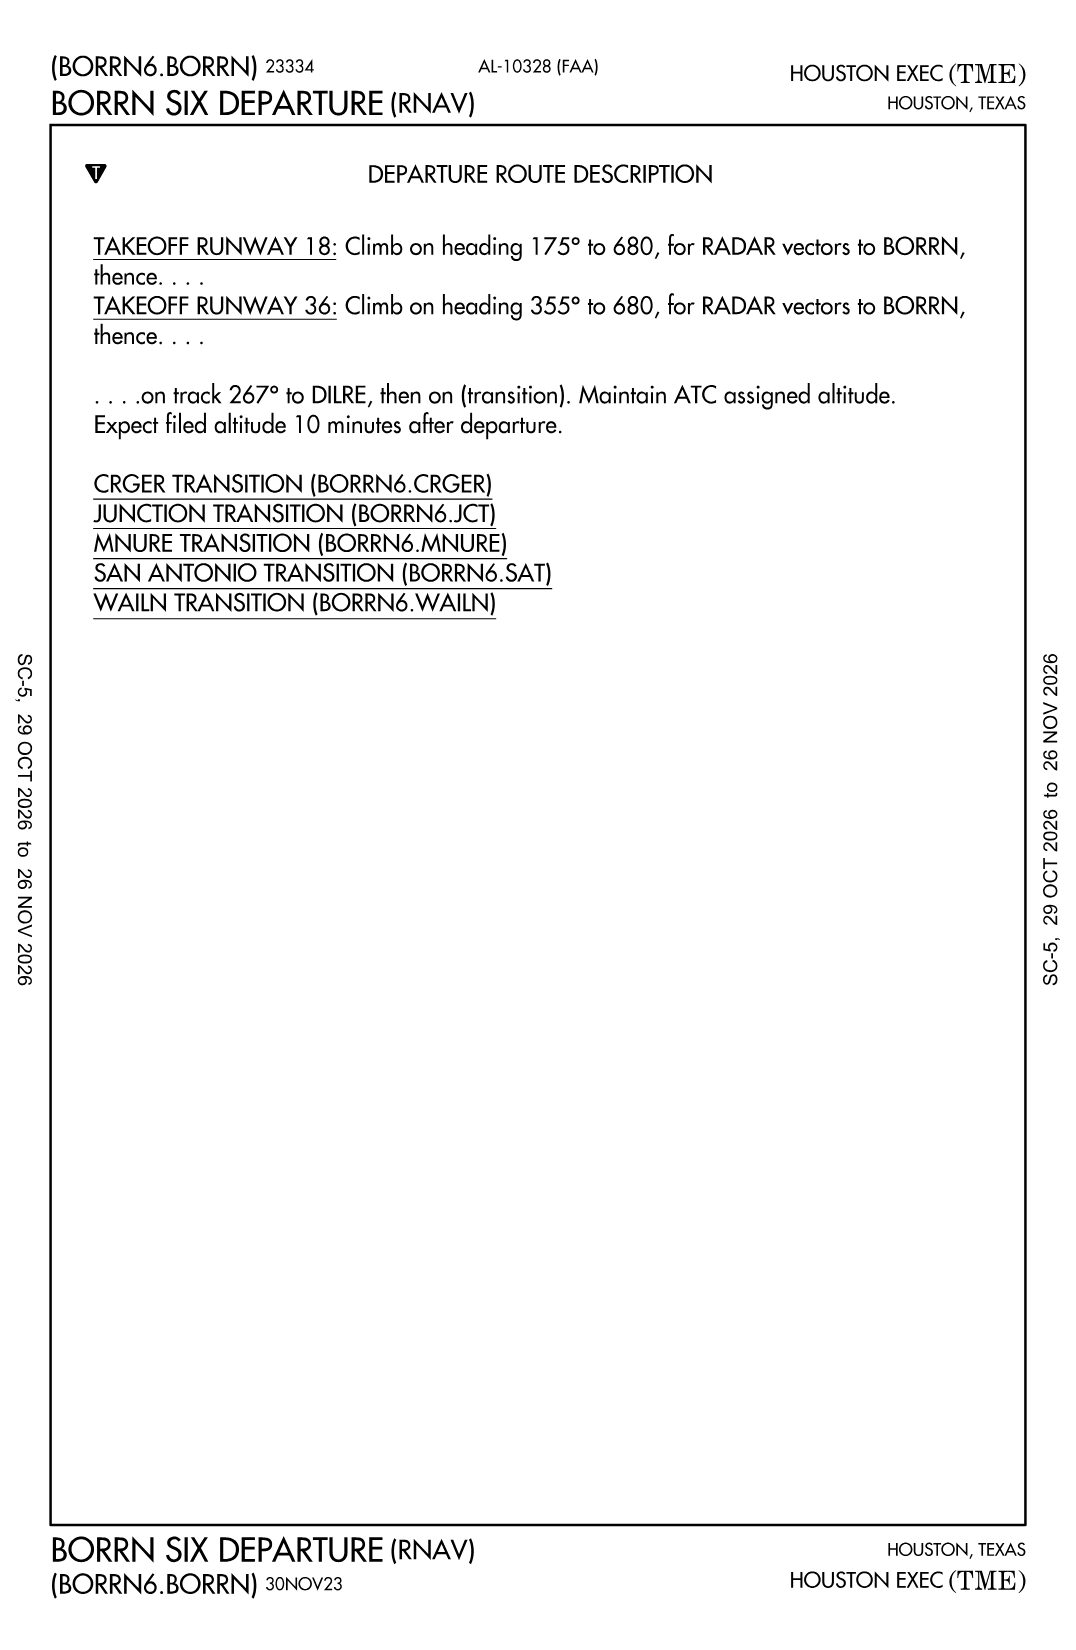 (BORRN6.BORRN) 23334
AL-10328 (FAA)
HOUSTON EXEC (TME)
BORRN SIX DEPARTURE (RNAV)
HOUSTON, TEXAS
T
DEPARTURE ROUTE DESCRIPTION
TAKEOFF RUNWAY 18: Climb on heading 175° to 680, for RADAR vectors to BORRN,
thence. . . .
TAKEOFF RUNWAY 36: Climb on heading 355° to 680, for RADAR vectors to BORRN,
thence. . . .
. . . .on track 267° to DILRE, then on (transition). Maintain ATC assigned altitude.
Expect filed altitude 10 minutes after departure.
CRGER TRANSITION (BORRN6.CRGER)
JUNCTION TRANSITION (BORRN6.JCT)
MNURE TRANSITION (BORRN6.MNURE)
SAN ANTONIO TRANSITION (BORRN6.SAT)
WAILN TRANSITION (BORRN6.WAILN)
SC-5, 29 OCT 2026 to 26 NOV 2026
SC-5, 29 OCT 2026 to 26 NOV 2026
BORRN SIX DEPARTURE (RNAV)
HOUSTON, TEXAS
(BORRN6.BORRN) 30NOV23
HOUSTON EXEC (TME)